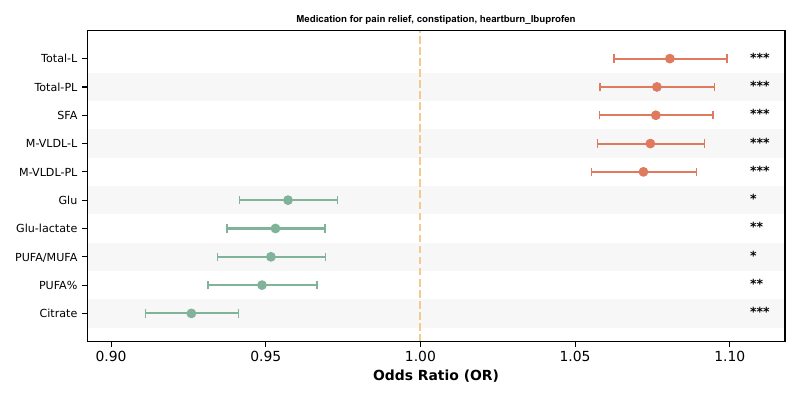 Medication for pain relief, constipation, heartburn_Ibuprofen
Total-L ***
Total-PL ***
SFA ***
M-VLDL-L ***
M-VLDL-PL ***
Glu *
Glu-lactate **
PUFA/MUFA *
PUFA% **
Citrate ***
0.90 0.95 1.00 1.05 1.10
Odds Ratio (OR)